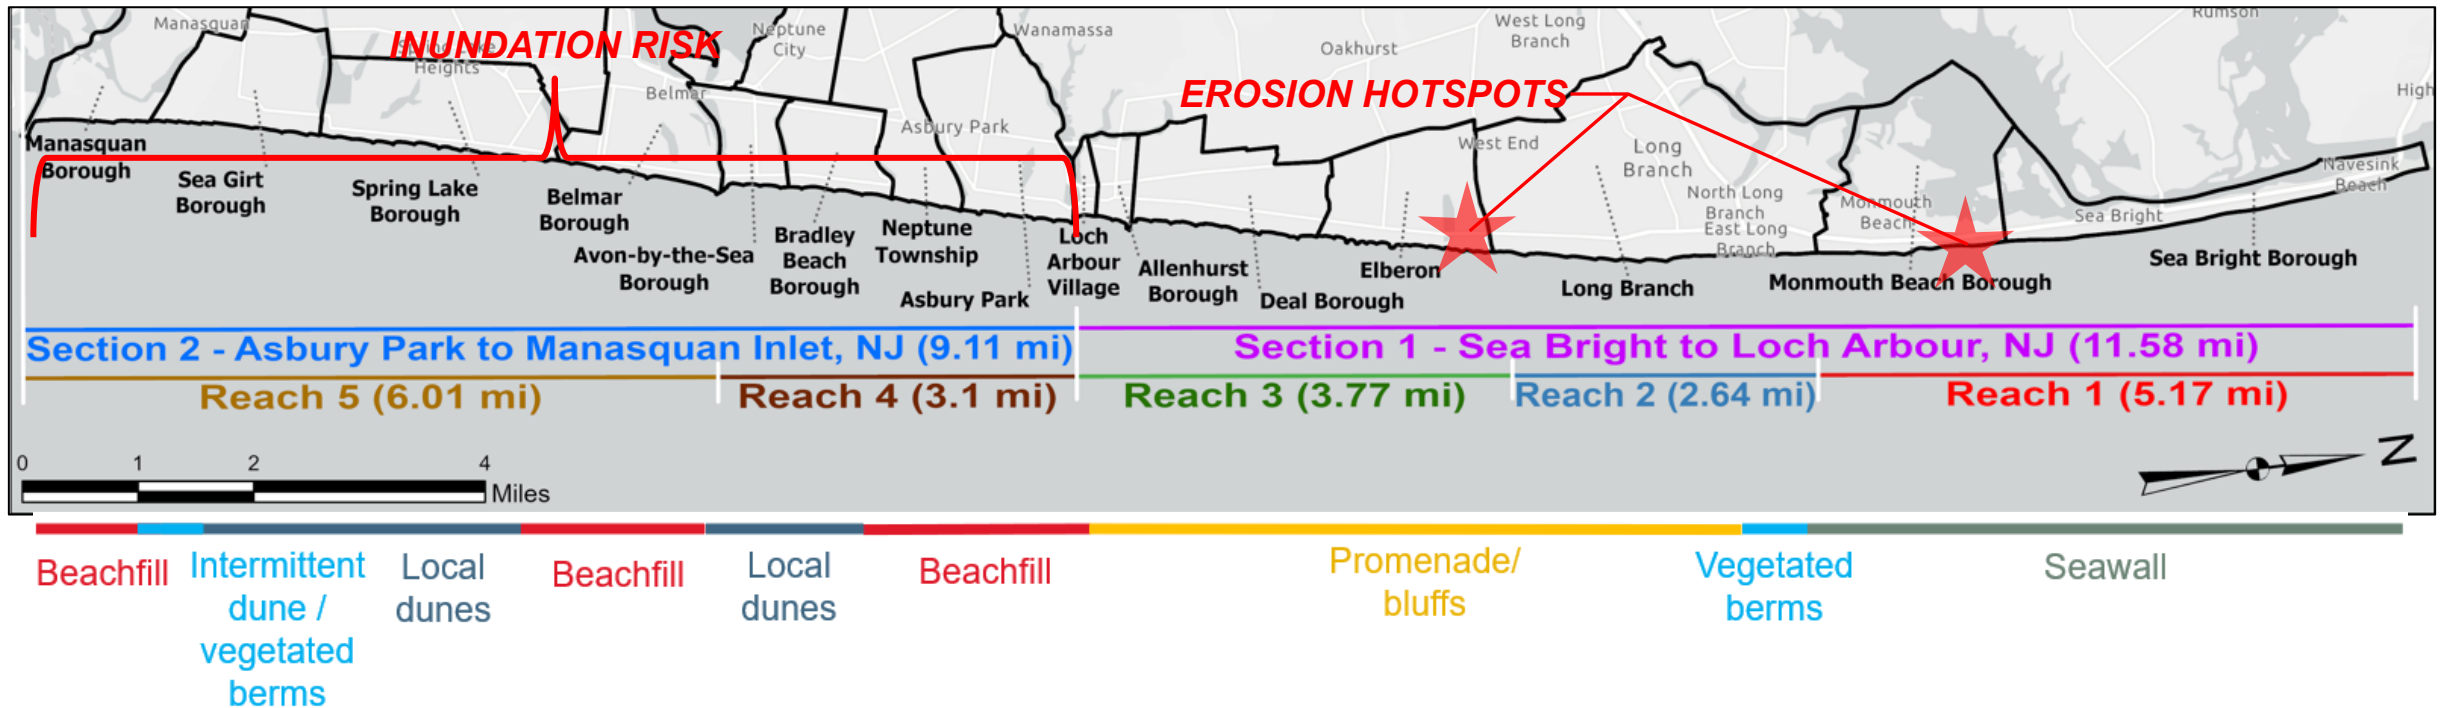 Manasquan
Spring Lake
Heights
INUNDATION RISK
Belmar
Neptune
City
Asbury Park
Wanamassa
Oakhurst
West Long
Branch
EROSION HOTSPOTS
West End
Long
Branch
North Long
Branch
East Long
Branch
Monmouth
Beach
Rumson
High
Sea Bright
Navesink
Beach
Manasquan
Borough
Sea Girt
Borough
Spring Lake
Borough
Belmar
Borough
Avon-by-the-Sea
Borough
Bradley
Beach
Borough
Neptune
Township
Asbury Park
Loch
Arbour
Village
Allenhurst
Borough
Deal Borough
Elberon
Long Branch
Monmouth Beach Borough
Sea Bright Borough
Section 2 - Asbury Park to Manasquan Inlet, NJ (9.11 mi)
Section 1 - Sea Bright to Loch Arbour, NJ (11.58 mi)
Reach 5 (6.01 mi)
Reach 4 (3.1 mi)
Reach 3 (3.77 mi)
Reach 2 (2.64 mi)
Reach 1 (5.17 mi)
0 1 2 4
Miles
N
Beachfill
Intermittent
dune /
vegetated
berms
Local
dunes
Beachfill
Local
dunes
Beachfill
Promenade/
bluffs
Vegetated
berms
Seawall